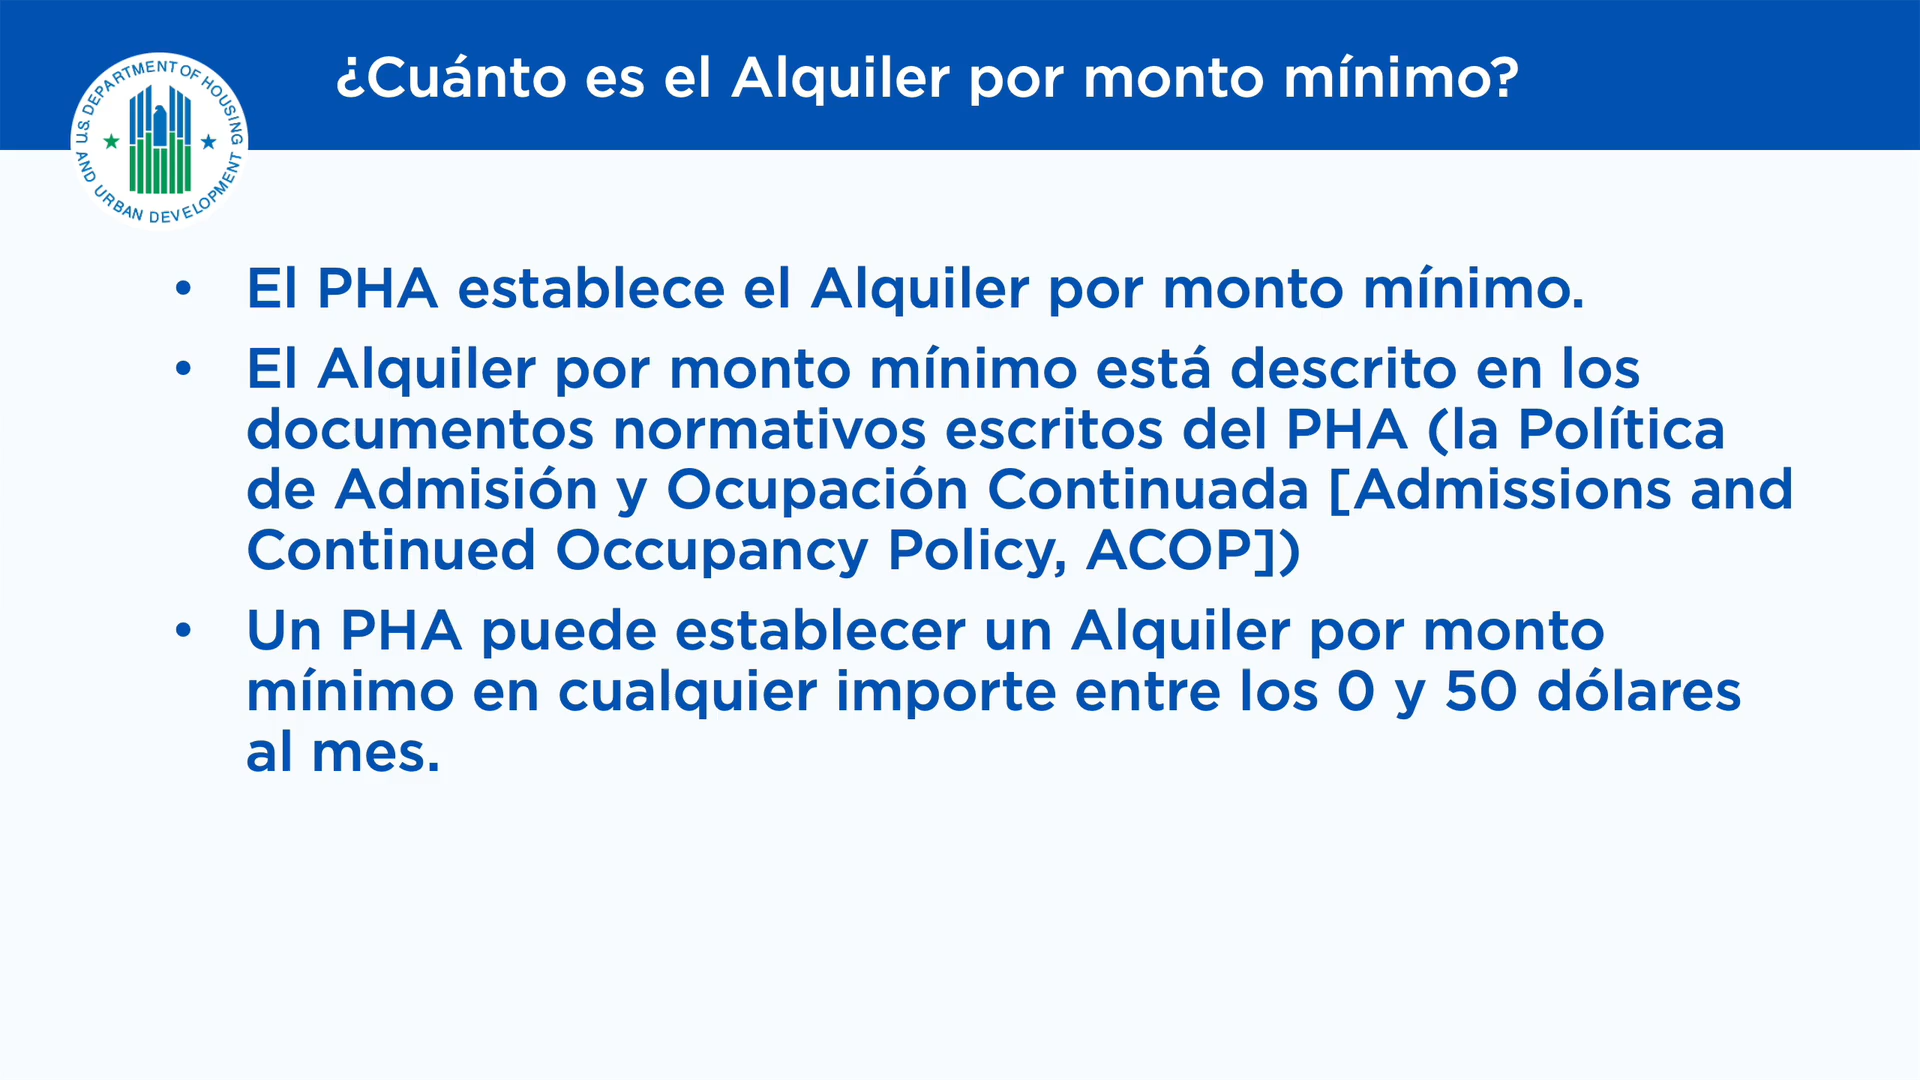 ¿Cuánto es el Alquiler por monto mínimo?
U.S. DEPARTMENT OF HOUSING
AND URBAN DEVELOPMENT
• El PHA establece el Alquiler por monto mínimo.
• El Alquiler por monto mínimo está descrito en los
documentos normativos escritos del PHA (la Política
de Admisión y Ocupación Continuada [Admissions and
Continued Occupancy Policy, ACOP])
• Un PHA puede establecer un Alquiler por monto
mínimo en cualquier importe entre los 0 y 50 dólares
al mes.